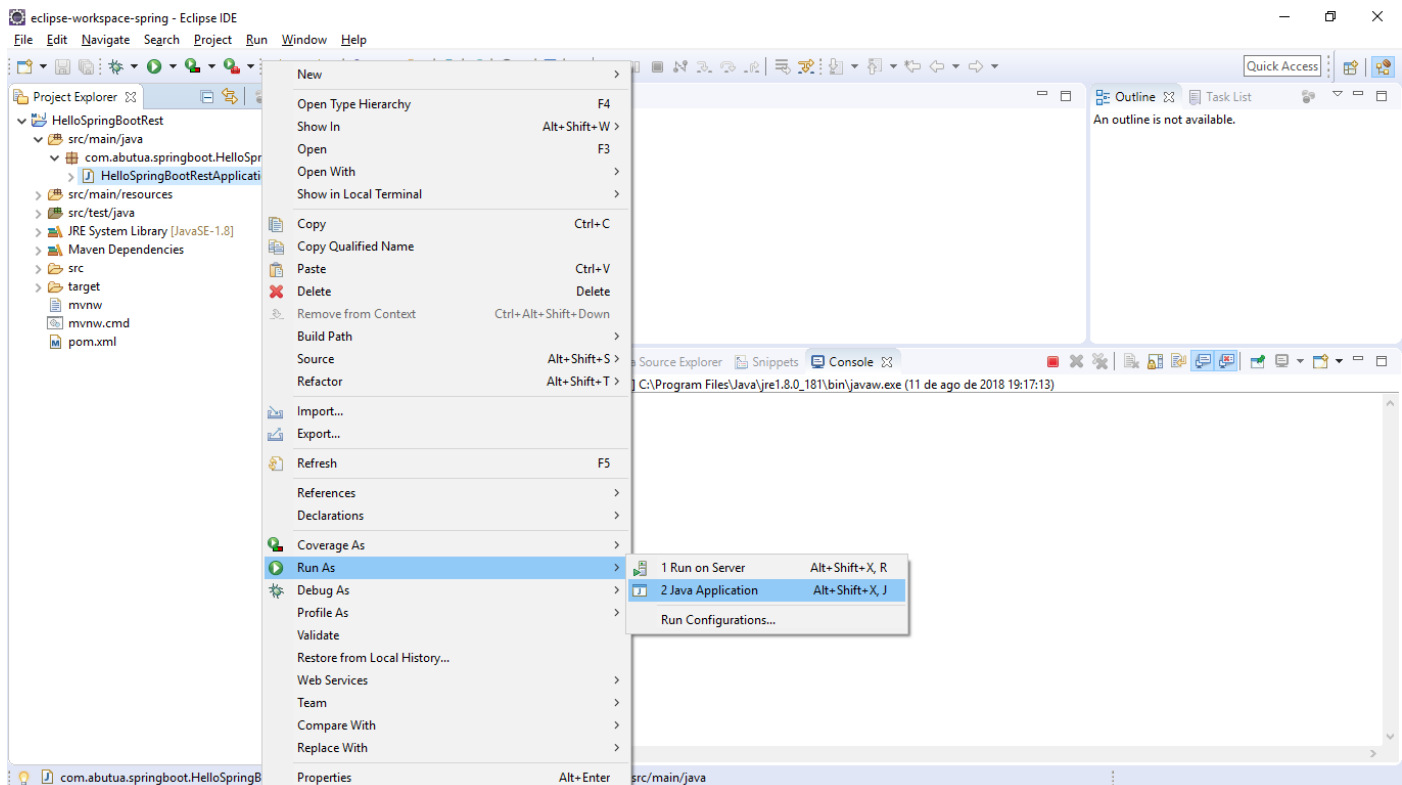 eclipse-workspace-spring - Eclipse IDE
File Edit Navigate Search Project Run Window Help
Quick Access
Project Explorer
HelloSpringBootRest
src/main/java
com.abutua.springboot.HelloSpr
HelloSpringBootRestApplicati
src/main/resources
src/test/java
JRE System Library [JavaSE-1.8]
Maven Dependencies
src
target
mvnw
mvnw.cmd
pom.xml
New
Open Type Hierarchy F4
Show In Alt+Shift+W
Open F3
Open With
Show in Local Terminal
Copy Ctrl+C
Copy Qualified Name
Paste Ctrl+V
Delete Delete
Remove from Context Ctrl+Alt+Shift+Down
Build Path
Source Alt+Shift+S
Refactor Alt+Shift+T
Import...
Export...
Refresh F5
References
Declarations
Coverage As
Run As
Debug As
Profile As
Validate
Restore from Local History...
Web Services
Team
Compare With
Replace With
Properties Alt+Enter
1 Run on Server Alt+Shift+X, R
2 Java Application Alt+Shift+X, J
Run Configurations...
Outline Task List
An outline is not available.
a Source Explorer Snippets Console
] C:\Program Files\Java\jre1.8.0_181\bin\javaw.exe (11 de ago de 2018 19:17:13)
com.abutua.springboot.HelloSpringB
src/main/java